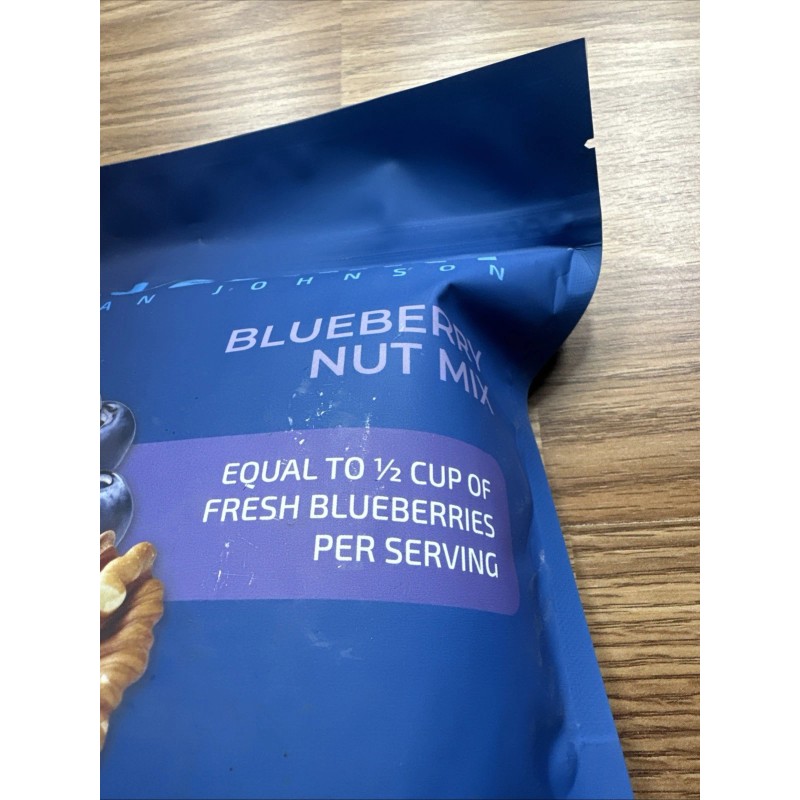 AN JOHNSON
BLUEBERRY
NUT MIX
EQUAL TO ½ CUP OF
FRESH BLUEBERRIES
PER SERVING